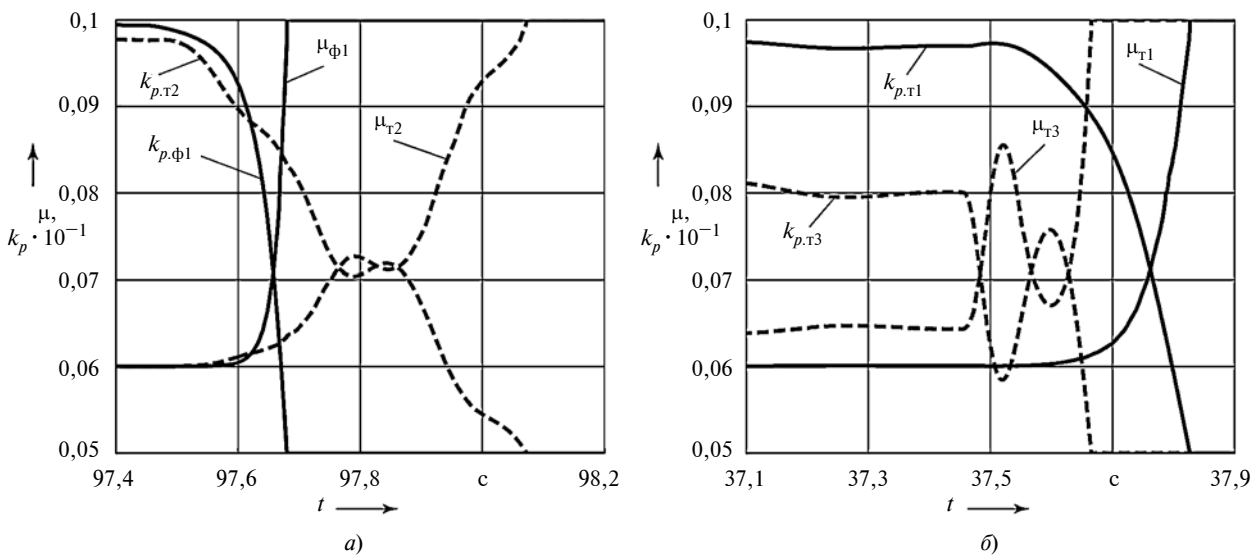 0,1
0,09
0,08
μ,
k_p · 10⁻¹
0,07
0,06
0,05
97,4 97,6 97,8 с 98,2
t
а)
k_p.т2
k_p.ф1
μ_ф1
μ_т2
0,1
0,09
0,08
μ,
k_p · 10⁻¹
0,07
0,06
0,05
37,1 37,3 37,5 с 37,9
t
б)
k_p.т1
μ_т1
μ_т3
k_p.т3